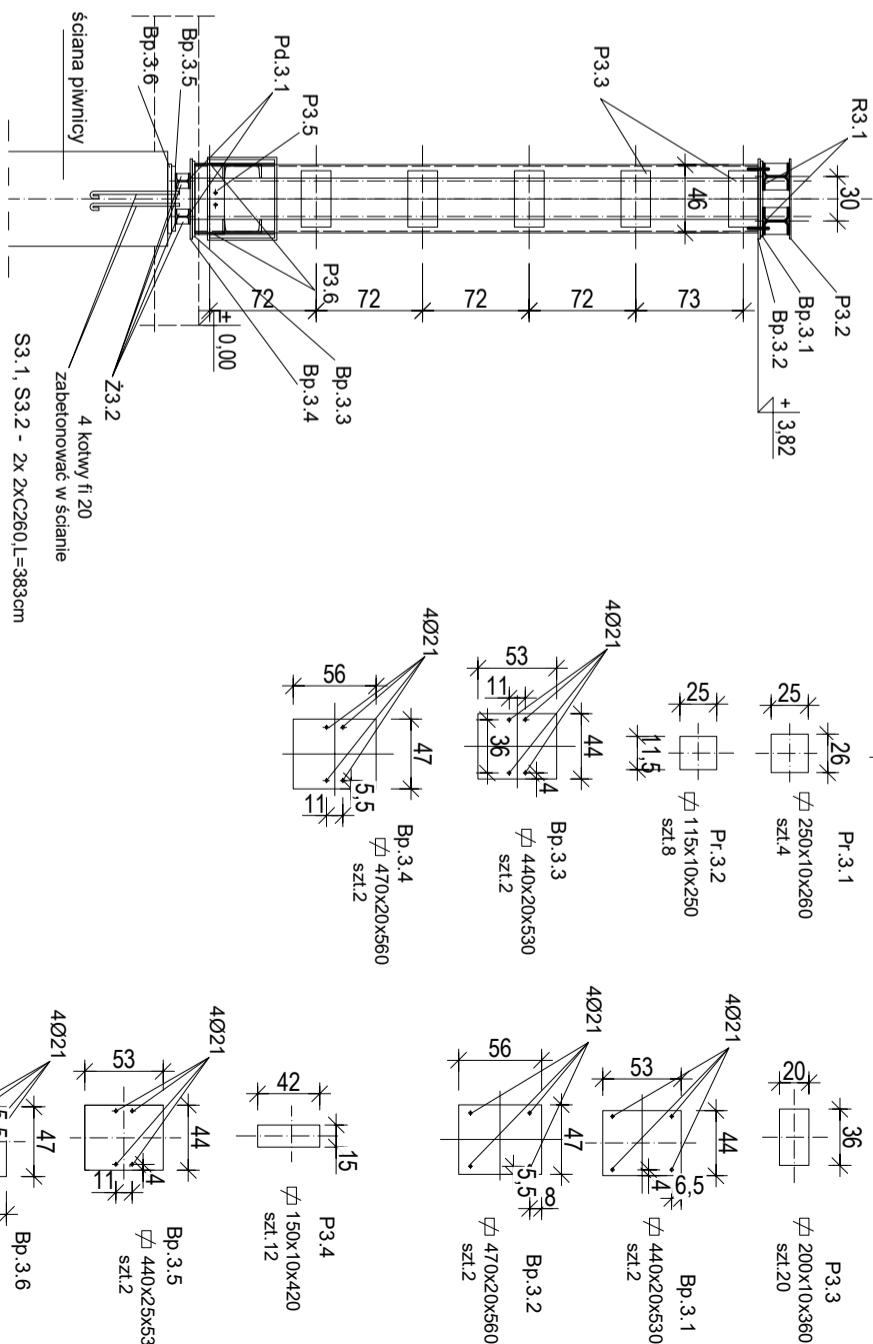 R3.1
30
P3.2
Bp.3.1
Bp.3.2
+ 3,82
P3.3
46
73
72
72
72
72
Pd.3.1
P3.5
P3.6
± 0,00
Bp.3.3
Bp.3.4
Bp.3.5
Bp.3.6
ściana piwnicy
Ż3.2
4 kotwy fi 20
zabetonować w ścianie
S3.1, S3.2 - 2x 2xC260,L=383cm
25
26
Pr.3.1
250x10x260
szt.4
25
11,5
Pr.3.2
115x10x250
szt.8
4Ø21
53
11
36
44
4
Bp.3.3
440x20x530
szt.2
4Ø21
56
47
5,5
11
Bp.3.4
470x20x560
szt.2
20
36
P3.3
200x10x360
szt.20
4Ø21
53
44
4
6,5
Bp.3.1
440x20x530
szt.2
4Ø21
56
47
5,5
8
Bp.3.2
470x20x560
szt.2
42
15
P3.4
150x10x420
szt.12
4Ø21
53
44
4
11
Bp.3.5
440x25x53
szt.2
4Ø21
47
5,5
Bp.3.6